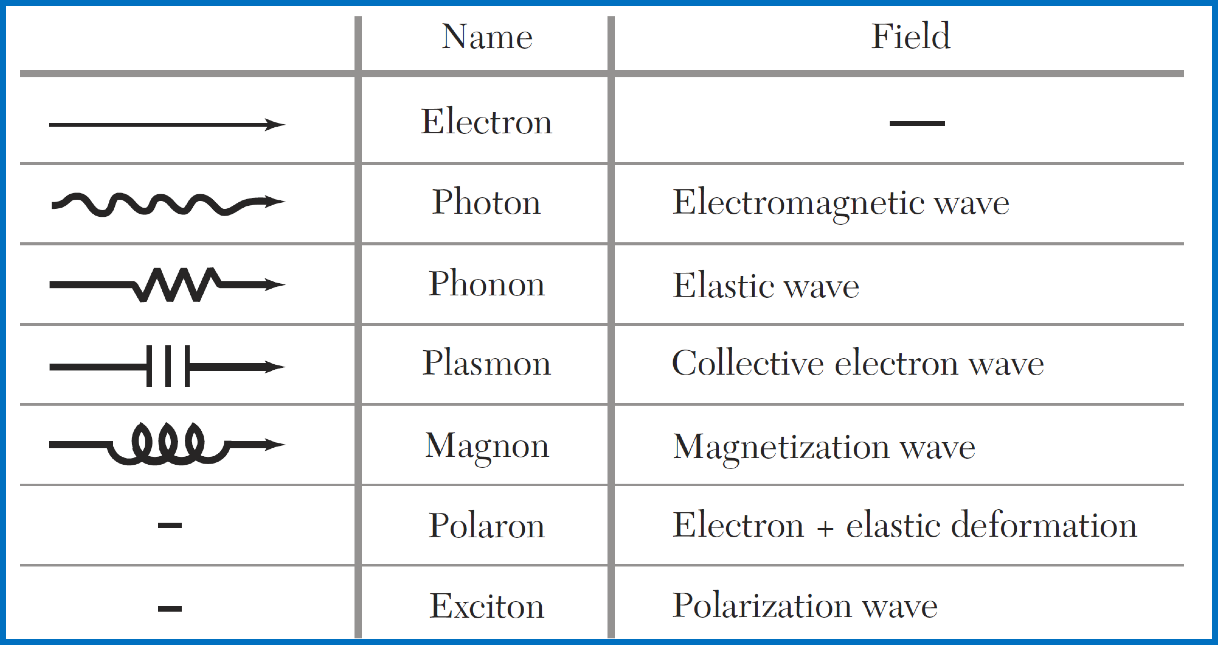 Name Field
Electron —
Photon Electromagnetic wave
Phonon Elastic wave
Plasmon Collective electron wave
Magnon Magnetization wave
– Polaron Electron + elastic deformation
– Exciton Polarization wave